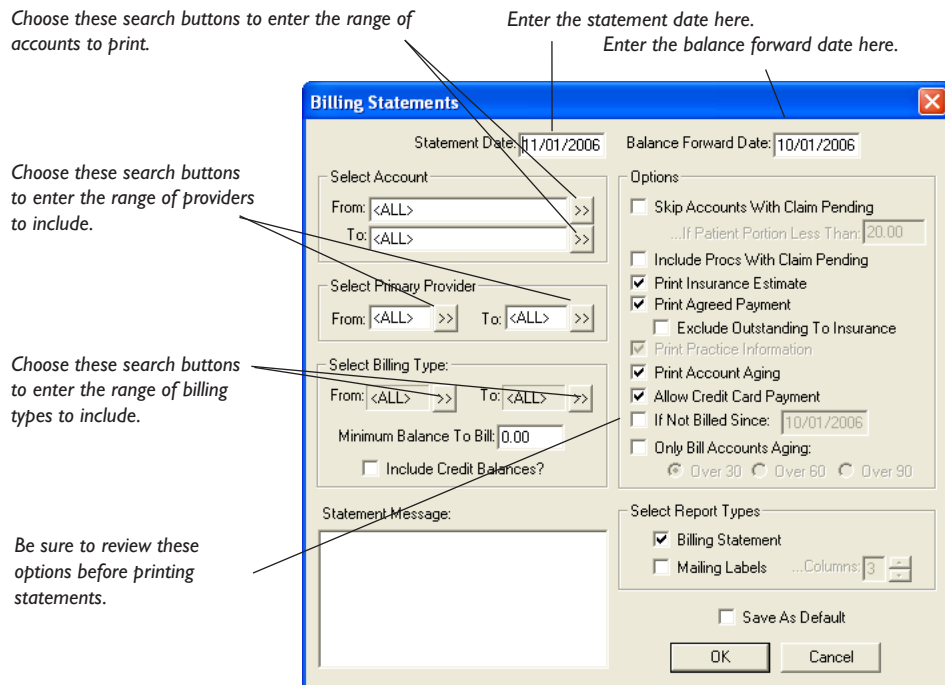 Choose these search buttons to enter the range of
accounts to print.
Enter the statement date here.
Enter the balance forward date here.
Billing Statements
Statement Date: 11/01/2006
Balance Forward Date: 10/01/2006
Choose these search buttons
to enter the range of providers
to include.
Select Account
From: <ALL> >>
To: <ALL> >>
Select Primary Provider
From: <ALL> >> To: <ALL> >>
Choose these search buttons
to enter the range of billing
types to include.
Select Billing Type:
From: <ALL> >> To: <ALL> >>
Minimum Balance To Bill: 0.00
Include Credit Balances?
Options
Skip Accounts With Claim Pending
...If Patient Portion Less Than: 20.00
Include Procs With Claim Pending
Print Insurance Estimate
Print Agreed Payment
Exclude Outstanding To Insurance
Print Practice Information
Print Account Aging
Allow Credit Card Payment
If Not Billed Since: 10/01/2006
Only Bill Accounts Aging:
Over 30 Over 60 Over 90
Statement Message:
Be sure to review these
options before printing
statements.
Select Report Types
Billing Statement
Mailing Labels ...Columns: 3
Save As Default
OK Cancel